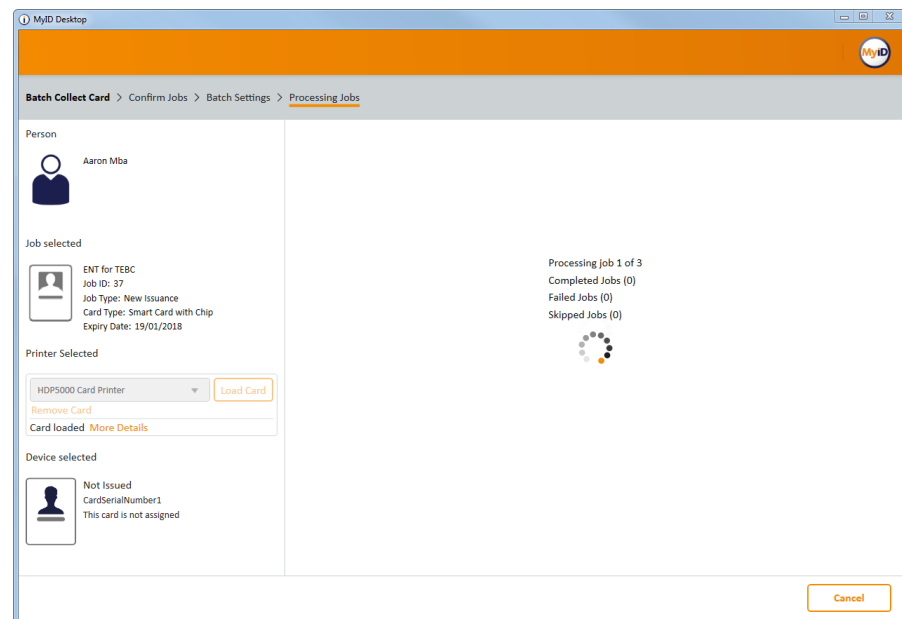 MyID Desktop
MyID
Batch Collect Card > Confirm Jobs > Batch Settings > Processing Jobs
Person
Aaron Mba
Job selected
ENT for TEBC
Job ID: 37
Job Type: New Issuance
Card Type: Smart Card with Chip
Expiry Date: 19/01/2018
Printer Selected
HDP5000 Card Printer
Load Card
Remove Card
Card loaded More Details
Device selected
Not Issued
CardSerialNumber1
This card is not assigned
Processing job 1 of 3
Completed Jobs (0)
Failed Jobs (0)
Skipped Jobs (0)
Cancel